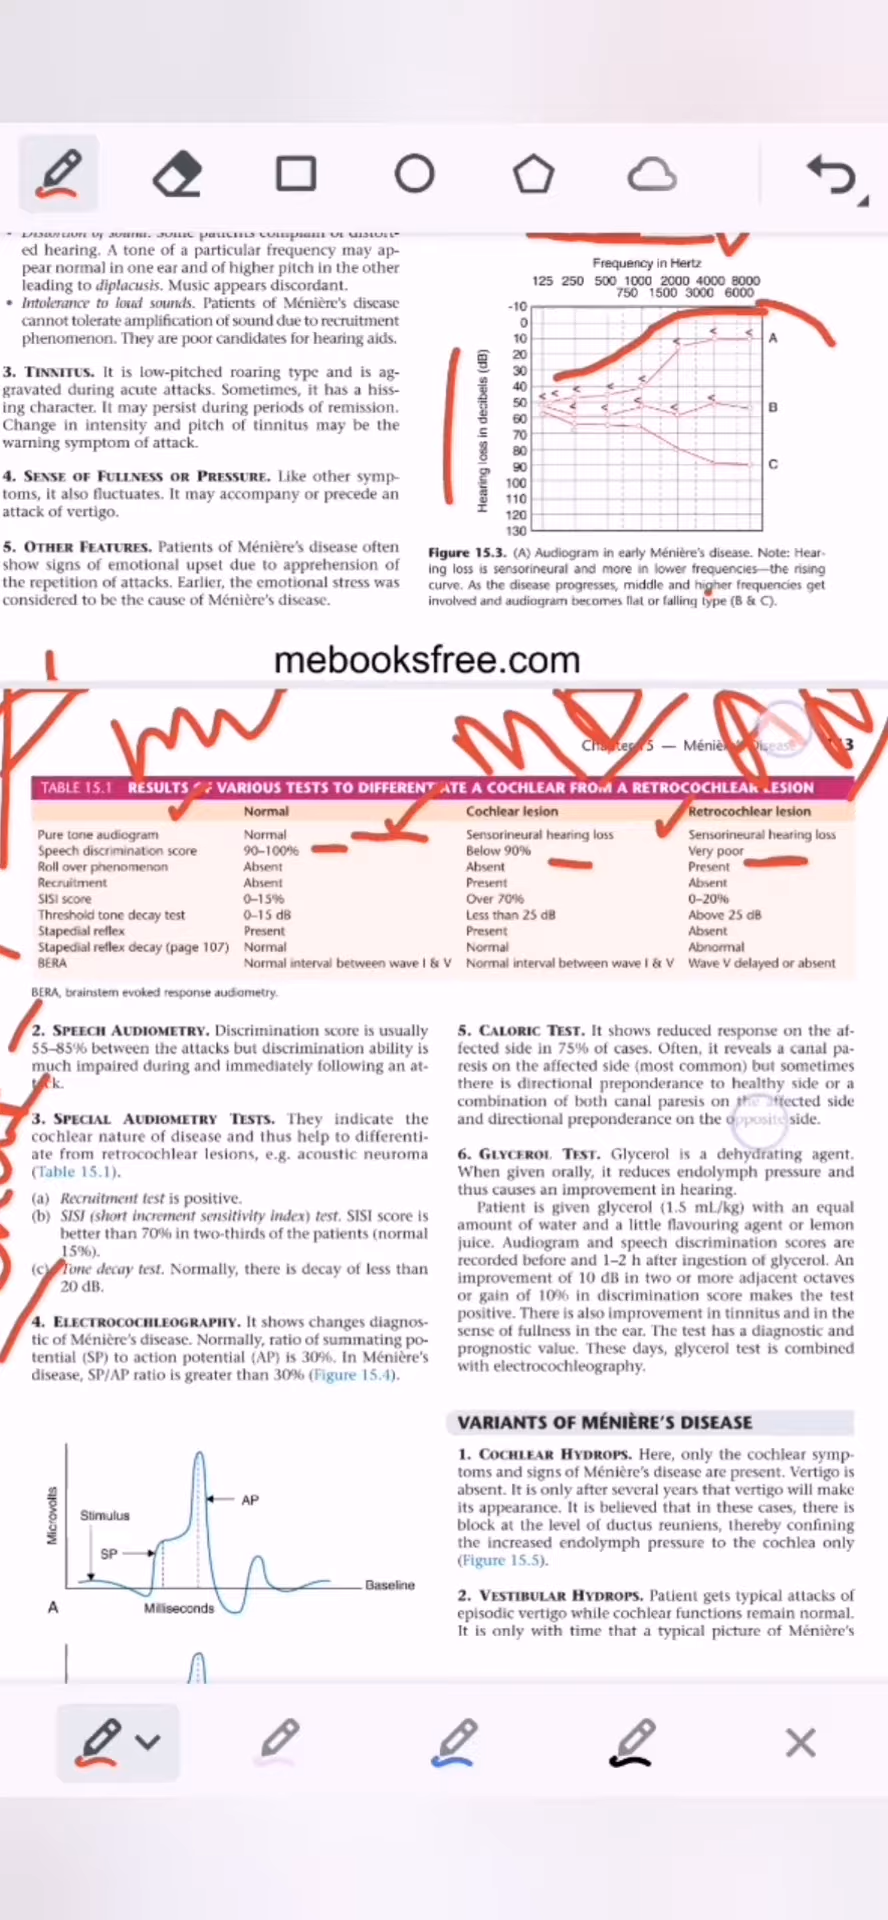 ed hearing. A tone of a particular frequency may ap-
pear normal in one ear and of higher pitch in the other
leading to diplacusis. Music appears discordant.
• Intolerance to loud sounds. Patients of Ménière's disease
cannot tolerate amplification of sound due to recruitment
phenomenon. They are poor candidates for hearing aids.
3. TINNITUS. It is low-pitched roaring type and is ag-
gravated during acute attacks. Sometimes, it has a hiss-
ing character. It may persist during periods of remission.
Change in intensity and pitch of tinnitus may be the
warning symptom of attack.
4. SENSE OF FULLNESS OR PRESSURE. Like other symp-
toms, it also fluctuates. It may accompany or precede an
attack of vertigo.
5. OTHER FEATURES. Patients of Ménière's disease often
show signs of emotional upset due to apprehension of
the repetition of attacks. Earlier, the emotional stress was
considered to be the cause of Ménière's disease.
Frequency in Hertz
125 250 500 1000 2000 4000 8000
750 1500 3000 6000
Hearing loss in decibels (dB)
-10
0
10
20
30
40
50
60
70
80
90
100
110
120
130
A
B
C
Figure 15.3. (A) Audiogram in early Ménière's disease. Note: Hear-
ing loss is sensorineural and more in lower frequencies—the rising
curve. As the disease progresses, middle and higher frequencies get
involved and audiogram becomes flat or falling type (B & C).
mebooksfree.com
TABLE 15.1 RESULTS OF VARIOUS TESTS TO DIFFERENTIATE A COCHLEAR FROM A RETROCOCHLEAR LESION
Normal Cochlear lesion Retrocochlear lesion
Pure tone audiogram Normal Sensorineural hearing loss Sensorineural hearing loss
Speech discrimination score 90–100% Below 90% Very poor
Roll over phenomenon Absent Absent Present
Recruitment Absent Present Absent
SISI score 0–15% Over 70% 0–20%
Threshold tone decay test 0–15 dB Less than 25 dB Above 25 dB
Stapedial reflex Present Present Absent
Stapedial reflex decay (page 107) Normal Normal Abnormal
BERA Normal interval between wave I & V Normal interval between wave I & V Wave V delayed or absent
BERA, brainstem evoked response audiometry.
2. SPEECH AUDIOMETRY. Discrimination score is usually
55–85% between the attacks but discrimination ability is
much impaired during and immediately following an at-
tack.
3. SPECIAL AUDIOMETRY TESTS. They indicate the
cochlear nature of disease and thus help to differenti-
ate from retrocochlear lesions, e.g. acoustic neuroma
(Table 15.1).
(a) Recruitment test is positive.
(b) SISI (short increment sensitivity index) test. SISI score is
better than 70% in two-thirds of the patients (normal
15%).
(c) Tone decay test. Normally, there is decay of less than
20 dB.
4. ELECTROCOCHLEOGRAPHY. It shows changes diagnos-
tic of Ménière's disease. Normally, ratio of summating po-
tential (SP) to action potential (AP) is 30%. In Ménière's
disease, SP/AP ratio is greater than 30% (Figure 15.4).
Microvolts
Stimulus
SP
AP
Baseline
A
Milliseconds
5. CALORIC TEST. It shows reduced response on the af-
fected side in 75% of cases. Often, it reveals a canal pa-
resis on the affected side (most common) but sometimes
there is directional preponderance to healthy side or a
combination of both canal paresis on the affected side
and directional preponderance on the opposite side.
6. GLYCEROL TEST. Glycerol is a dehydrating agent.
When given orally, it reduces endolymph pressure and
thus causes an improvement in hearing.
Patient is given glycerol (1.5 mL/kg) with an equal
amount of water and a little flavouring agent or lemon
juice. Audiogram and speech discrimination scores are
recorded before and 1–2 h after ingestion of glycerol. An
improvement of 10 dB in two or more adjacent octaves
or gain of 10% in discrimination score makes the test
positive. There is also improvement in tinnitus and in the
sense of fullness in the ear. The test has a diagnostic and
prognostic value. These days, glycerol test is combined
with electrocochleography.
VARIANTS OF MÉNIÈRE'S DISEASE
1. COCHLEAR HYDROPS. Here, only the cochlear symp-
toms and signs of Ménière's disease are present. Vertigo is
absent. It is only after several years that vertigo will make
its appearance. It is believed that in these cases, there is
block at the level of ductus reuniens, thereby confining
the increased endolymph pressure to the cochlea only
(Figure 15.5).
2. VESTIBULAR HYDROPS. Patient gets typical attacks of
episodic vertigo while cochlear functions remain normal.
It is only with time that a typical picture of Ménière's